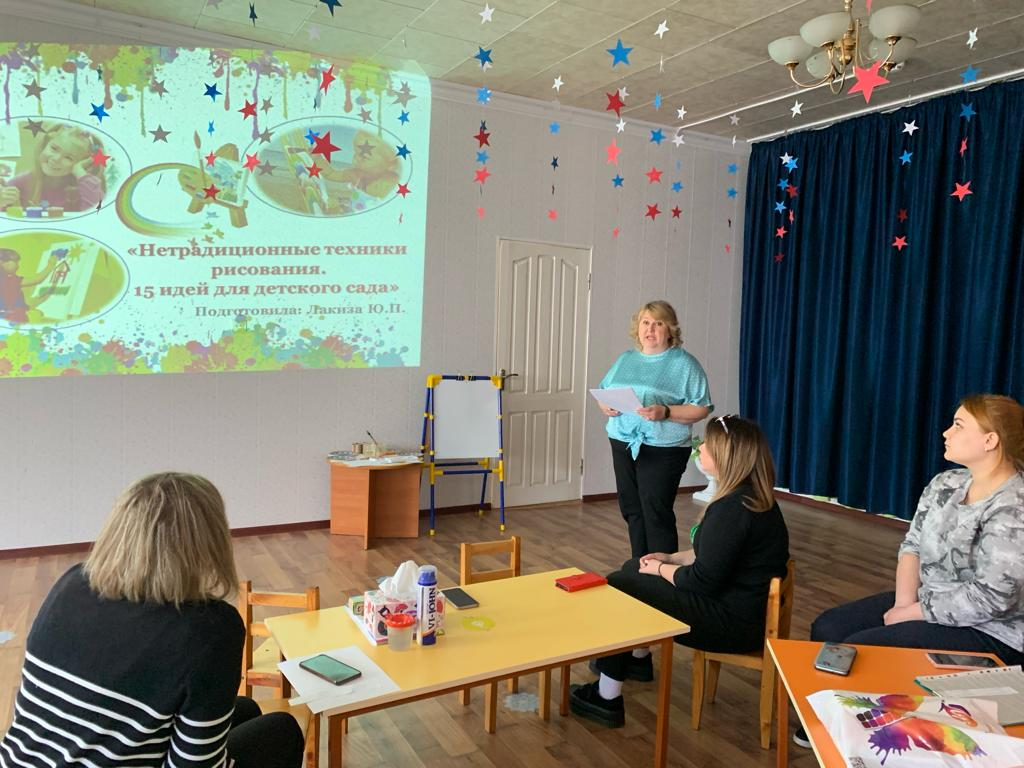 «Нетрадиционные техники
рисования.
15 идей для детского сада»
Подготовила: Лакиза Ю.П.